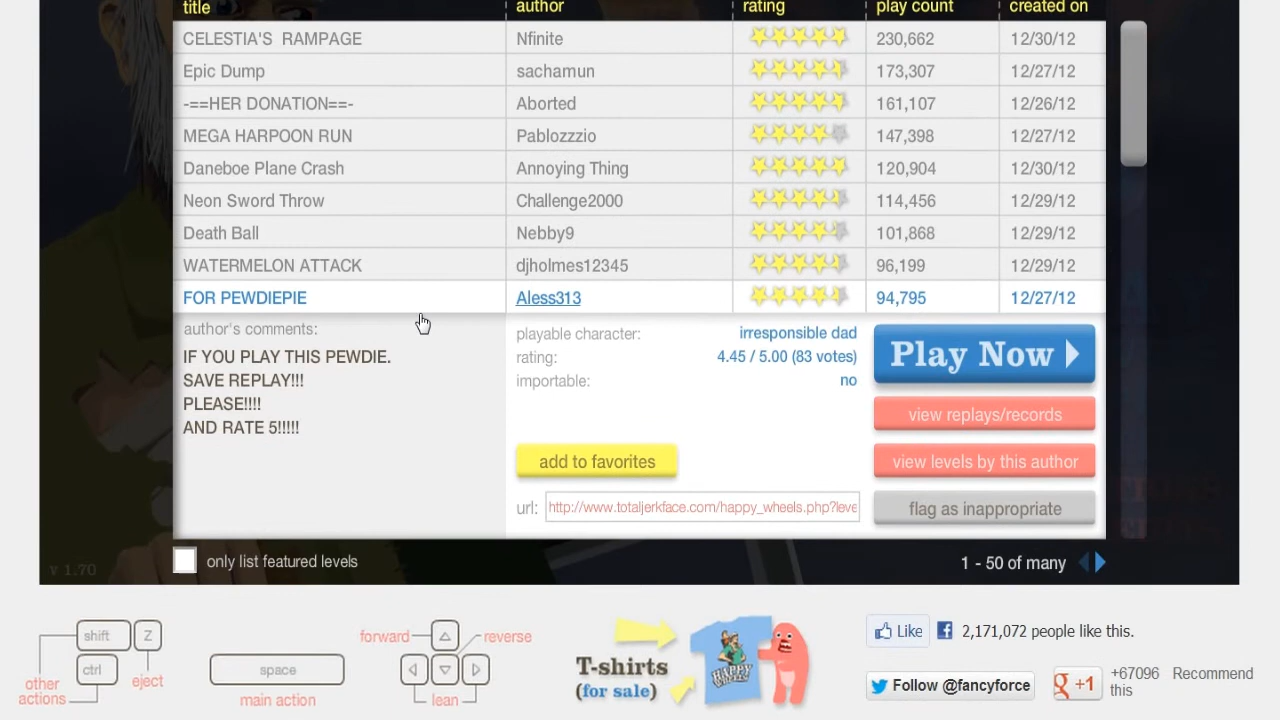 title author rating play count created on
CELESTIA'S RAMPAGE Nfinite 230,662 12/30/12
Epic Dump sachamun 173,307 12/27/12
-==HER DONATION==- Aborted 161,107 12/26/12
MEGA HARPOON RUN Pablozzzio 147,398 12/27/12
Daneboe Plane Crash Annoying Thing 120,904 12/30/12
Neon Sword Throw Challenge2000 114,456 12/29/12
Death Ball Nebby9 101,868 12/29/12
WATERMELON ATTACK djholmes12345 96,199 12/29/12
FOR PEWDIEPIE Aless313 94,795 12/27/12
author's comments:
IF YOU PLAY THIS PEWDIE.
SAVE REPLAY!!!
PLEASE!!!!
AND RATE 5!!!!!
playable character: irresponsible dad
rating: 4.45 / 5.00 (83 votes)
importable: no
add to favorites
url: http://www.totaljerkface.com/happy_wheels.php?leve
Play Now
view replays/records
view levels by this author
flag as inappropriate
only list featured levels
1 - 50 of many
v 1.70
shift Z
ctrl
other
actions
eject
space
main action
forward reverse
lean
T-shirts
(for sale)
HAPPY
WHEELS
Like 2,171,072 people like this.
Follow @fancyforce
+1 +67096 Recommend
this